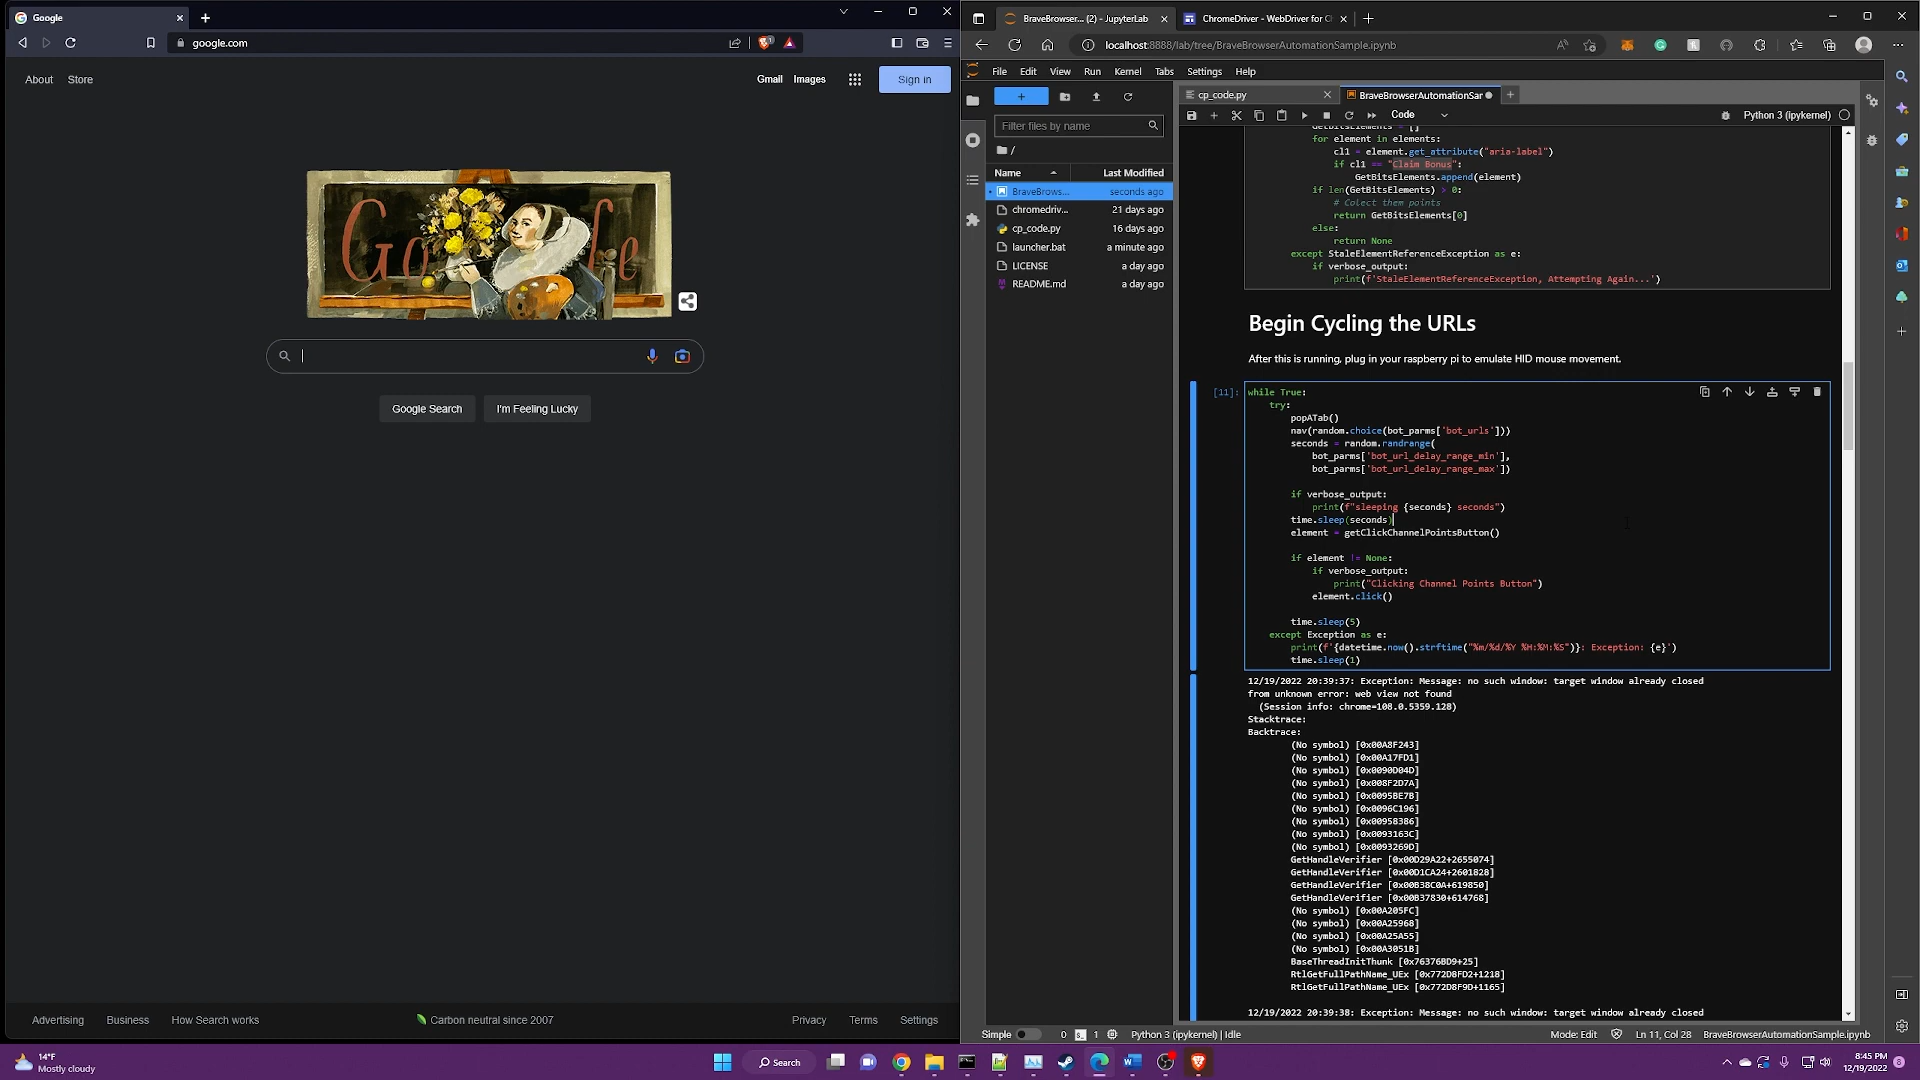 Google
google.com
About
Store
Gmail
Images
Sign in
Google Search
I'm Feeling Lucky
Advertising
Business
How Search works
Carbon neutral since 2007
Privacy
Terms
Settings
BraveBrowser... (2) - JupyterLab
ChromeDriver - WebDriver for C
localhost:8888/lab/tree/BraveBrowserAutomationSample.ipynb
File Edit View Run Kernel Tabs Settings Help
Filter files by name
/
Name
Last Modified
BraveBrows... seconds ago
chromedriv... 21 days ago
cp_code.py 16 days ago
launcher.bat a minute ago
LICENSE a day ago
README.md a day ago
cp_code.py
BraveBrowserAutomationSar
Code
Python 3 (ipykernel)
GetBitsElements = []
for element in elements:
cl1 = element.get_attribute("aria-label")
if cl1 == "Claim Bonus":
GetBitsElements.append(element)
if len(GetBitsElements) > 0:
# Colect them points
return GetBitsElements[0]
else:
return None
except StaleElementReferenceException as e:
if verbose_output:
print(f'StaleElementReferenceException, Attempting Again...')
Begin Cycling the URLs
After this is running, plug in your raspberry pi to emulate HID mouse movement.
[11]:
while True:
try:
popATab()
nav(random.choice(bot_parms['bot_urls']))
seconds = random.randrange(
bot_parms['bot_url_delay_range_min'],
bot_parms['bot_url_delay_range_max'])
if verbose_output:
print(f"sleeping {seconds} seconds")
time.sleep(seconds)
element = getClickChannelPointsButton()
if element != None:
if verbose_output:
print("Clicking Channel Points Button")
element.click()
time.sleep(5)
except Exception as e:
print(f'{datetime.now().strftime("%m/%d/%Y %H:%M:%S")}: Exception: {e}')
time.sleep(1)
12/19/2022 20:39:37: Exception: Message: no such window: target window already closed
from unknown error: web view not found
(Session info: chrome=108.0.5359.128)
Stacktrace:
Backtrace:
(No symbol) [0x00A8F243]
(No symbol) [0x00A17FD1]
(No symbol) [0x0090D04D]
(No symbol) [0x008F2D7A]
(No symbol) [0x0095BE7B]
(No symbol) [0x0096C196]
(No symbol) [0x00958386]
(No symbol) [0x0093163C]
(No symbol) [0x0093269D]
GetHandleVerifier [0x00D29A22+2655074]
GetHandleVerifier [0x00D1CA24+2601828]
GetHandleVerifier [0x00B38C0A+619850]
GetHandleVerifier [0x00B37830+614768]
(No symbol) [0x00A205FC]
(No symbol) [0x00A25968]
(No symbol) [0x00A25A55]
(No symbol) [0x00A3051B]
BaseThreadInitThunk [0x76376BD9+25]
RtlGetFullPathName_UEx [0x772D8FD2+1218]
RtlGetFullPathName_UEx [0x772D8F9D+1165]
12/19/2022 20:39:38: Exception: Message: no such window: target window already closed
Simple
0
1
Python 3 (ipykernel) | Idle
Mode: Edit
Ln 11, Col 28
BraveBrowserAutomationSample.ipynb
14°F
Mostly cloudy
Search
8:45 PM
12/19/2022